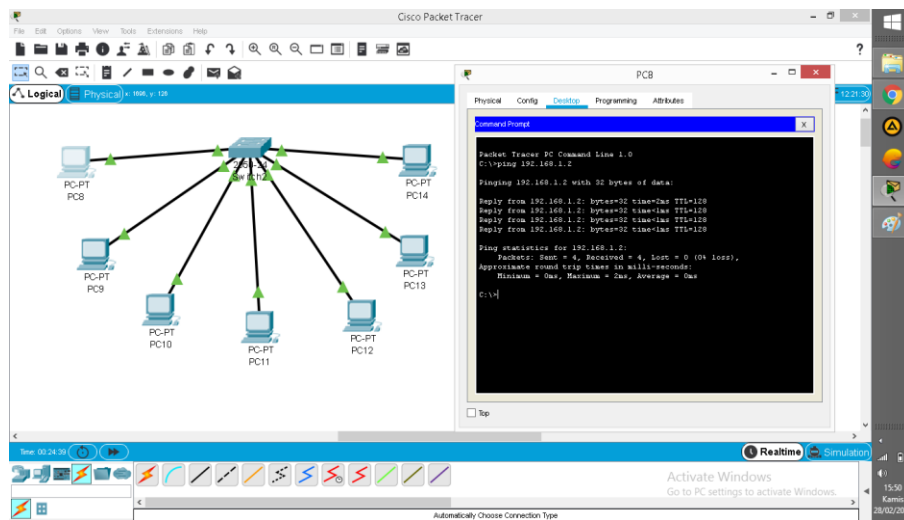 Cisco Packet Tracer
File Edit Options View Tools Extensions Help
?
Logical Physical x: 1666, y: 128
12:21:30
PC8
Physical Config Desktop Programming Attributes
Command Prompt
X
Packet Tracer PC Command Line 1.0
C:\>ping 192.168.1.2
Pinging 192.168.1.2 with 32 bytes of data:
Reply from 192.168.1.2: bytes=32 time=2ms TTL=128
Reply from 192.168.1.2: bytes=32 time<1ms TTL=128
Reply from 192.168.1.2: bytes=32 time<1ms TTL=128
Reply from 192.168.1.2: bytes=32 time<1ms TTL=128
Ping statistics for 192.168.1.2:
Packets: Sent = 4, Received = 4, Lost = 0 (0% loss),
Approximate round trip times in milli-seconds:
Minimum = 0ms, Maximum = 2ms, Average = 0ms
C:\>
Top
Switch2
PC-PT
PC8
PC-PT
PC14
PC-PT
PC9
PC-PT
PC13
PC-PT
PC10
PC-PT
PC11
PC-PT
PC12
Time: 00:24:39
Realtime
Simulation
Activate Windows
Go to PC settings to activate Windows.
Automatically Choose Connection Type
15:50
Kamis
28/02/20